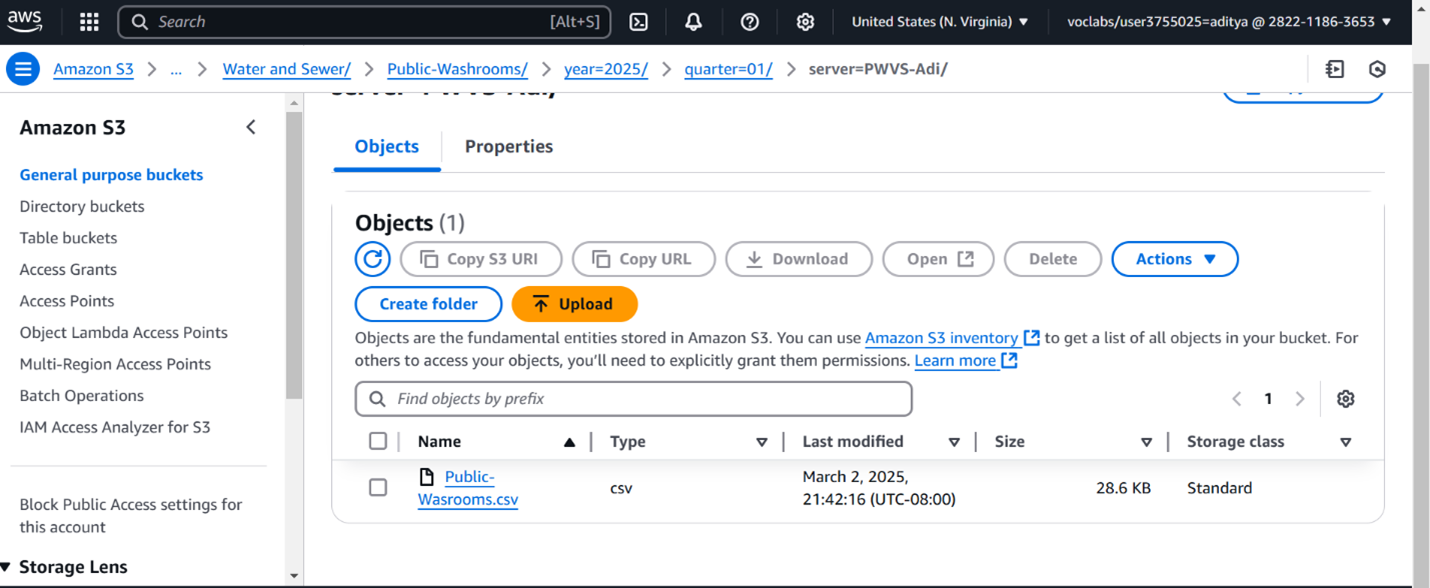 aws
Search [Alt+S]
United States (N. Virginia) ▼
voclabs/user3755025=aditya @ 2822-1186-3653 ▼
Amazon S3 > ... > Water and Sewer/ > Public-Washrooms/ > year=2025/ > quarter=01/ > server=PWVS-Adi/
Amazon S3
General purpose buckets
Directory buckets
Table buckets
Access Grants
Access Points
Object Lambda Access Points
Multi-Region Access Points
Batch Operations
IAM Access Analyzer for S3
Block Public Access settings for
this account
Storage Lens
Objects
Properties
Objects (1)
Copy S3 URI
Copy URL
Download
Open
Delete
Actions ▼
Create folder
Upload
Objects are the fundamental entities stored in Amazon S3. You can use Amazon S3 inventory to get a list of all objects in your bucket. For
others to access your objects, you'll need to explicitly grant them permissions. Learn more
Find objects by prefix
1
Name
Type
Last modified
Size
Storage class
Public-
Wasrooms.csv
csv
March 2, 2025,
21:42:16 (UTC-08:00)
28.6 KB
Standard